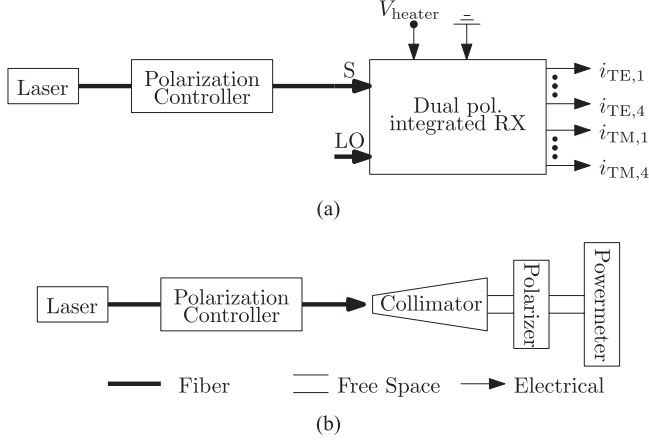 V_heater
Laser
Polarization
Controller
S
LO
Dual pol.
integrated RX
i_TE,1
i_TE,4
i_TM,1
i_TM,4
(a)
Laser
Polarization
Controller
Collimator
Polarizer
Powermeter
Fiber
Free Space
Electrical
(b)